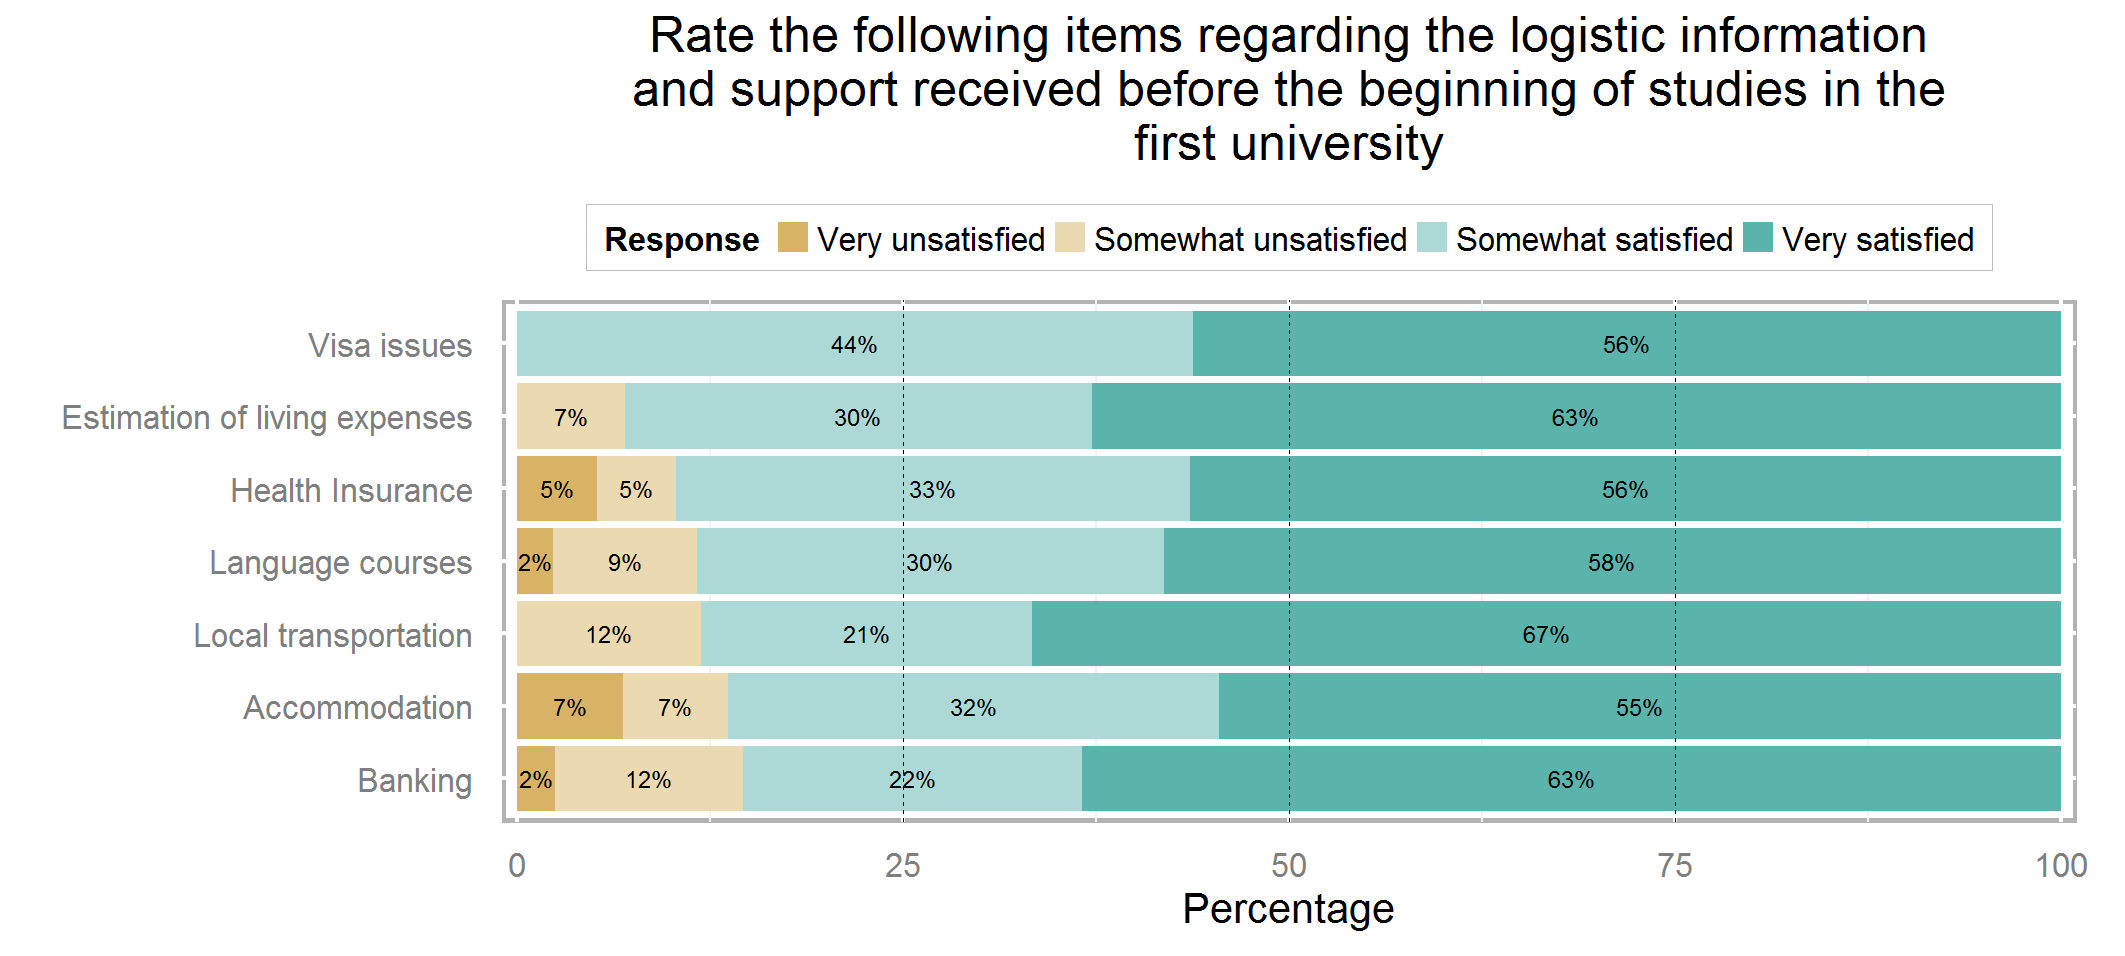 Rate the following items regarding the logistic information
and support received before the beginning of studies in the
first university
Response Very unsatisfied Somewhat unsatisfied Somewhat satisfied Very satisfied
Visa issues 44% 56%
Estimation of living expenses 7% 30% 63%
Health Insurance 5% 5% 33% 56%
Language courses 2% 9% 30% 58%
Local transportation 12% 21% 67%
Accommodation 7% 7% 32% 55%
Banking 2% 12% 22% 63%
0 25 50 75 100
Percentage